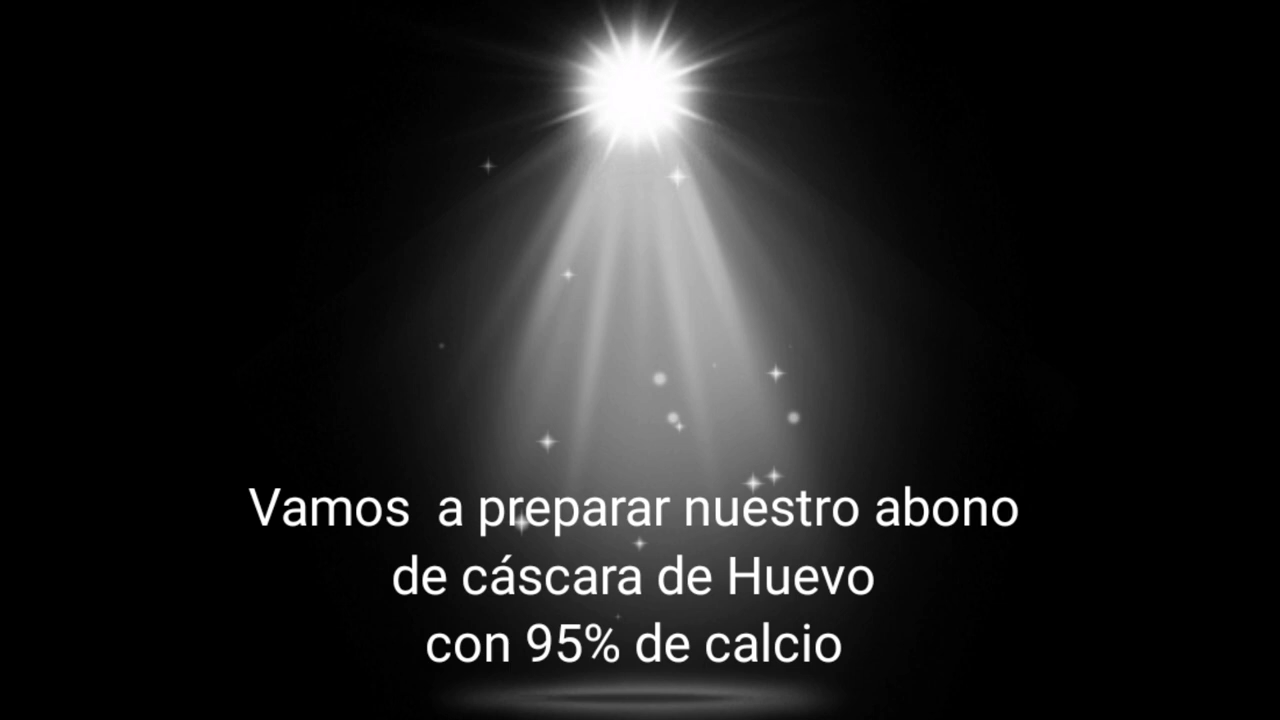 Vamos  a preparar nuestro abono
de cáscara de Huevo
con 95% de calcio